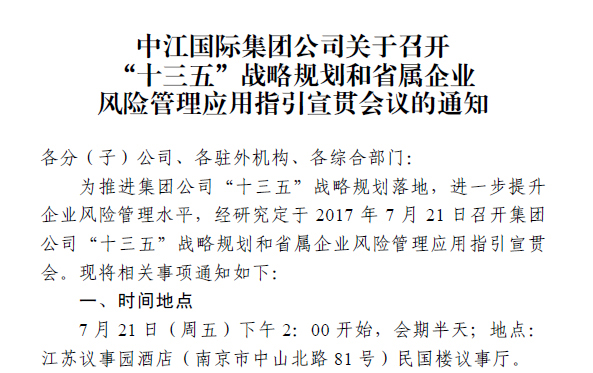 中江国际集团公司关于召开
“十三五”战略规划和省属企业
风险管理应用指引宣贯会议的通知
各分（子）公司、各驻外机构、各综合部门：
为推进集团公司“十三五”战略规划落地，进一步提升
企业风险管理水平，经研究定于 2017 年 7 月 21 日召开集团
公司“十三五”战略规划和省属企业风险管理应用指引宣贯
会。现将相关事项通知如下：
一、时间地点
7 月 21 日（周五）下午 2：00 开始，会期半天；地点：
江苏议事园酒店（南京市中山北路 81 号）民国楼议事厅。